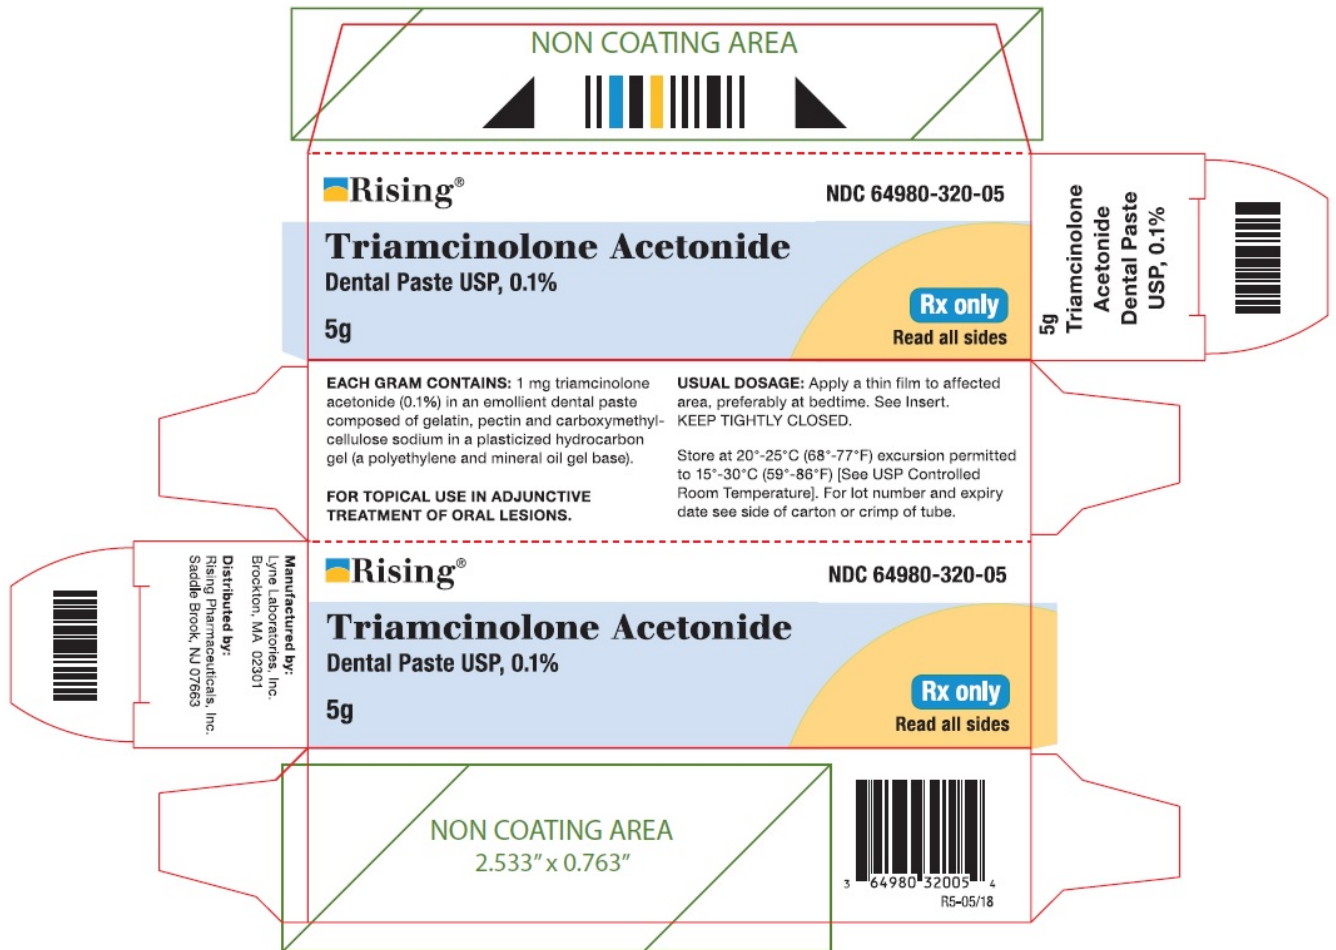 NON COATING AREA
Rising®
NDC 64980-320-05
Triamcinolone Acetonide
Dental Paste USP, 0.1%
5g
Rx only
Read all sides
5g
Triamcinolone
Acetonide
Dental Paste
USP, 0.1%
EACH GRAM CONTAINS: 1 mg triamcinolone
acetonide (0.1%) in an emollient dental paste
composed of gelatin, pectin and carboxymethyl-
cellulose sodium in a plasticized hydrocarbon
gel (a polyethylene and mineral oil gel base).
FOR TOPICAL USE IN ADJUNCTIVE
TREATMENT OF ORAL LESIONS.
USUAL DOSAGE: Apply a thin film to affected
area, preferably at bedtime. See Insert.
KEEP TIGHTLY CLOSED.
Store at 20°-25°C (68°-77°F) excursion permitted
to 15°-30°C (59°-86°F) [See USP Controlled
Room Temperature]. For lot number and expiry
date see side of carton or crimp of tube.
Manufactured by:
Lyne Laboratories, Inc.
Brockton, MA 02301
Distributed by:
Rising Pharmaceuticals, Inc.
Saddle Brook, NJ 07663
Rising®
NDC 64980-320-05
Triamcinolone Acetonide
Dental Paste USP, 0.1%
5g
Rx only
Read all sides
NON COATING AREA
2.533” x 0.763”
3 64980 32005 4
R5-05/18